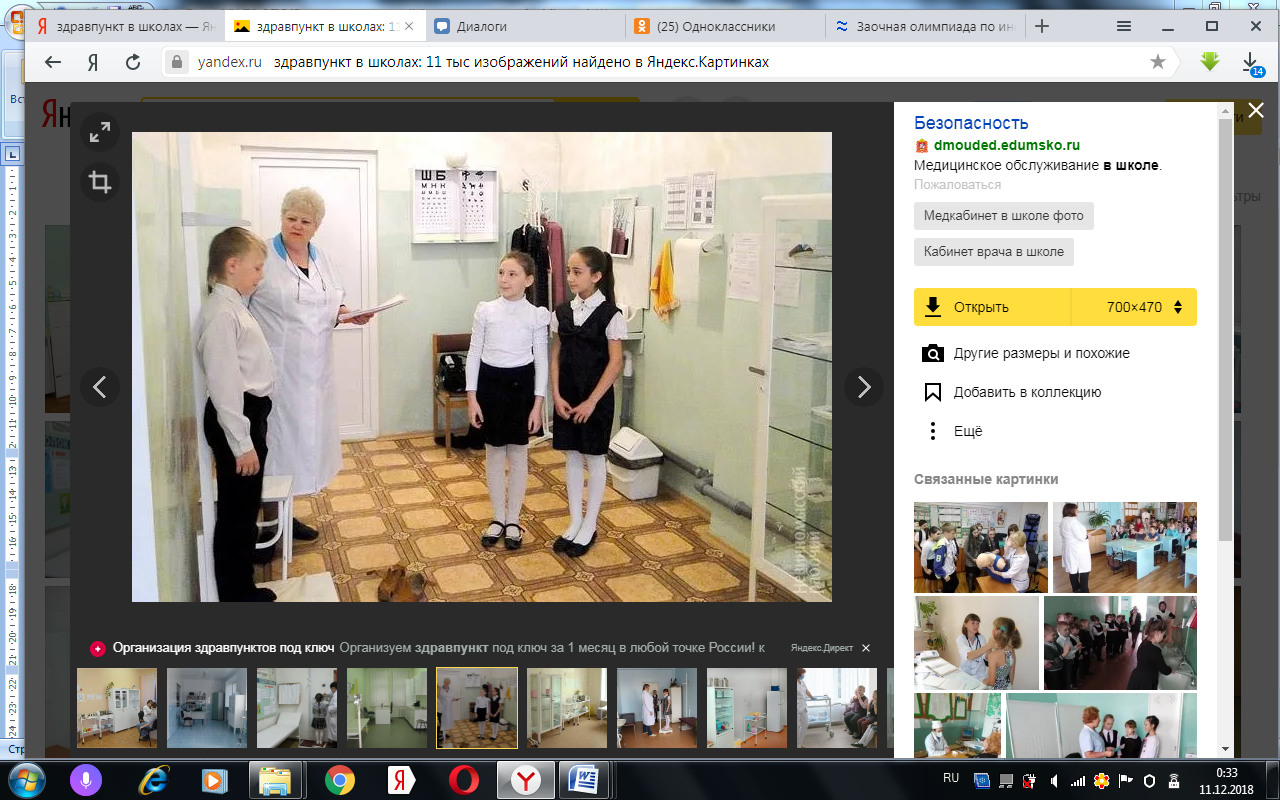 здравпункт в школах — Ян
здравпункт в школах: 11
Диалоги
(25) Одноклассники
Заочная олимпиада по ин
yandex.ru здравпункт в школах: 11 тыс изображений найдено в Яндекс.Картинках
14
Безопасность
dmouded.edumsko.ru
Медицинское обслуживание в школе.
Пожаловаться
Медкабинет в школе фото
Кабинет врача в школе
Открыть 700×470
Другие размеры и похожие
Добавить в коллекцию
Ещё
Связанные картинки
Ш Б
М Н К
Организация здравпунктов под ключ Организуем здравпункт под ключ за 1 месяц в любой точке России! к
Яндекс.Директ
RU
0:33
11.12.2018